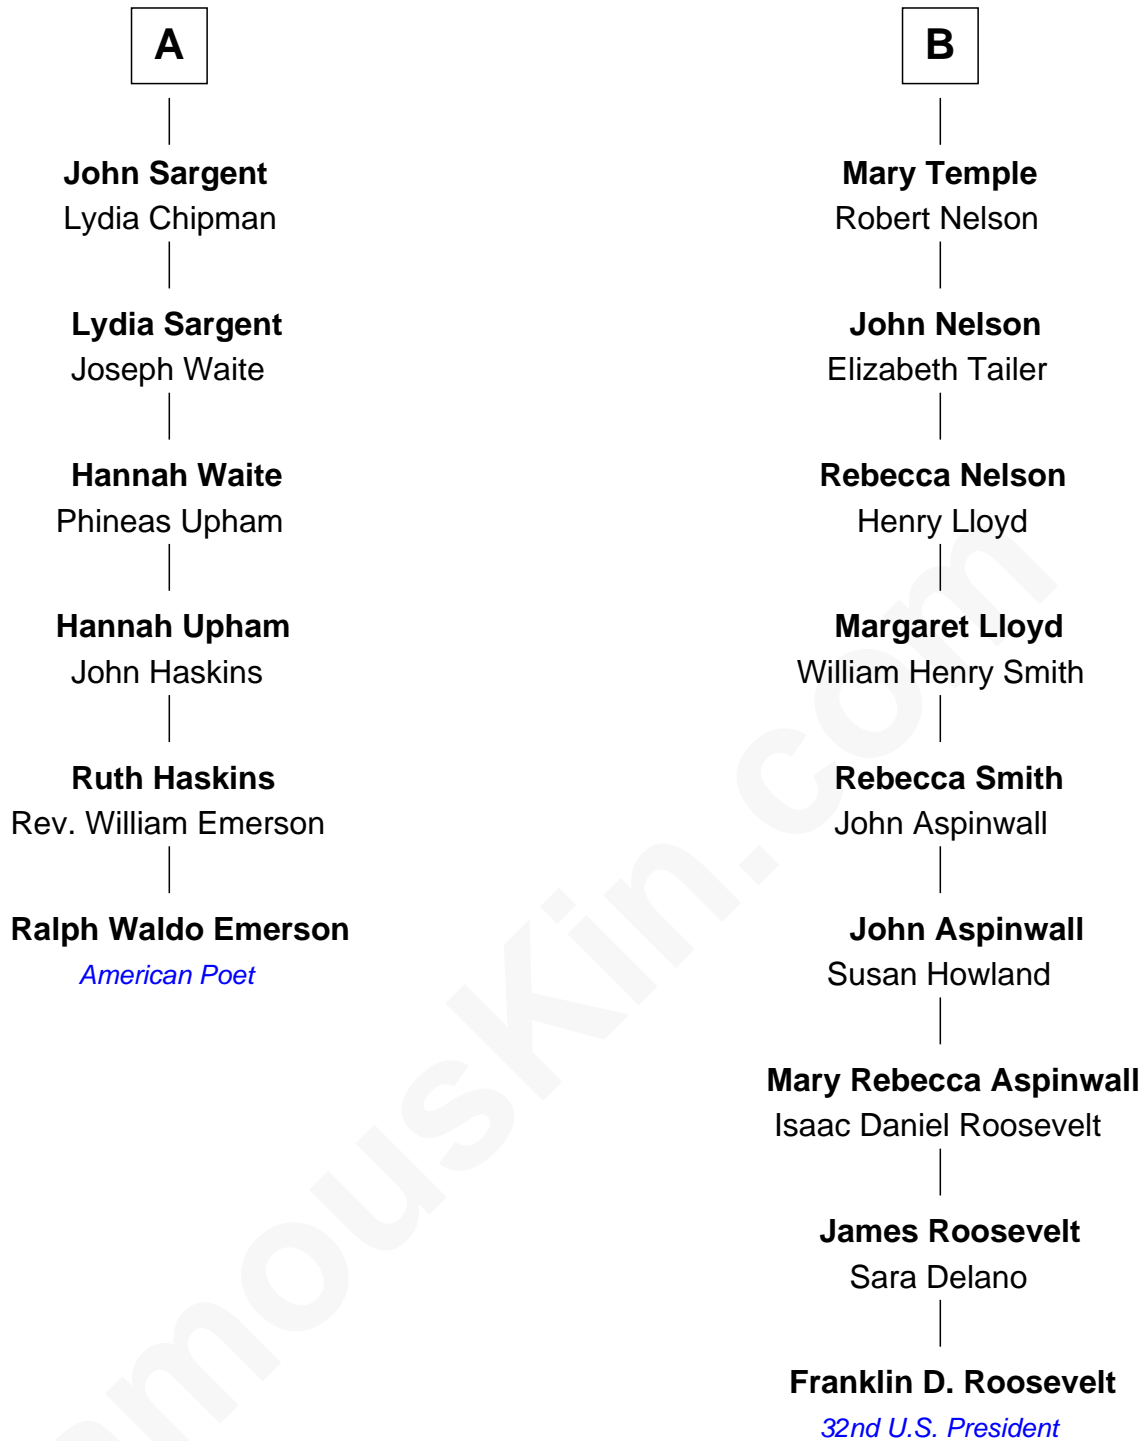 A
John Sargent
Lydia Chipman
Lydia Sargent
Joseph Waite
Hannah Waite
Phineas Upham
Hannah Upham
John Haskins
Ruth Haskins
Rev. William Emerson
Ralph Waldo Emerson
American Poet
B
Mary Temple
Robert Nelson
John Nelson
Elizabeth Tailer
Rebecca Nelson
Henry Lloyd
Margaret Lloyd
William Henry Smith
Rebecca Smith
John Aspinwall
John Aspinwall
Susan Howland
Mary Rebecca Aspinwall
Isaac Daniel Roosevelt
James Roosevelt
Sara Delano
Franklin D. Roosevelt
32nd U.S. President
amouskin.com